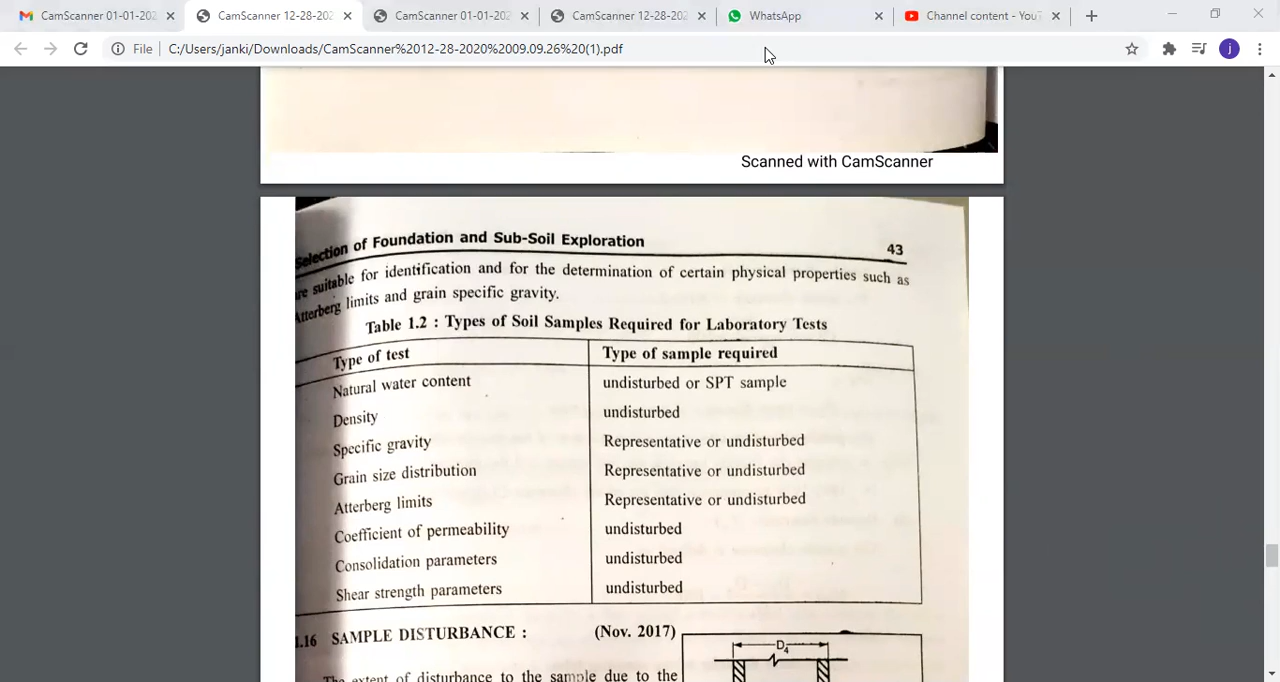 CamScanner 01-01-202
CamScanner 12-28-202
CamScanner 01-01-202
CamScanner 12-28-202
WhatsApp
Channel content - You
File
C:/Users/janki/Downloads/CamScanner%2012-28-2020%2009.09.26%20(1).pdf
j
Scanned with CamScanner
Selection of Foundation and Sub-Soil Exploration 43
are suitable for identification and for the determination of certain physical properties such as
Atterberg limits and grain specific gravity.
Table 1.2 : Types of Soil Samples Required for Laboratory Tests
Type of test Type of sample required
Natural water content undisturbed or SPT sample
Density undisturbed
Specific gravity Representative or undisturbed
Grain size distribution Representative or undisturbed
Atterberg limits Representative or undisturbed
Coefficient of permeability undisturbed
Consolidation parameters undisturbed
Shear strength parameters undisturbed
1.16 SAMPLE DISTURBANCE : (Nov. 2017)
D4
The extent of disturbance to the sample due to the